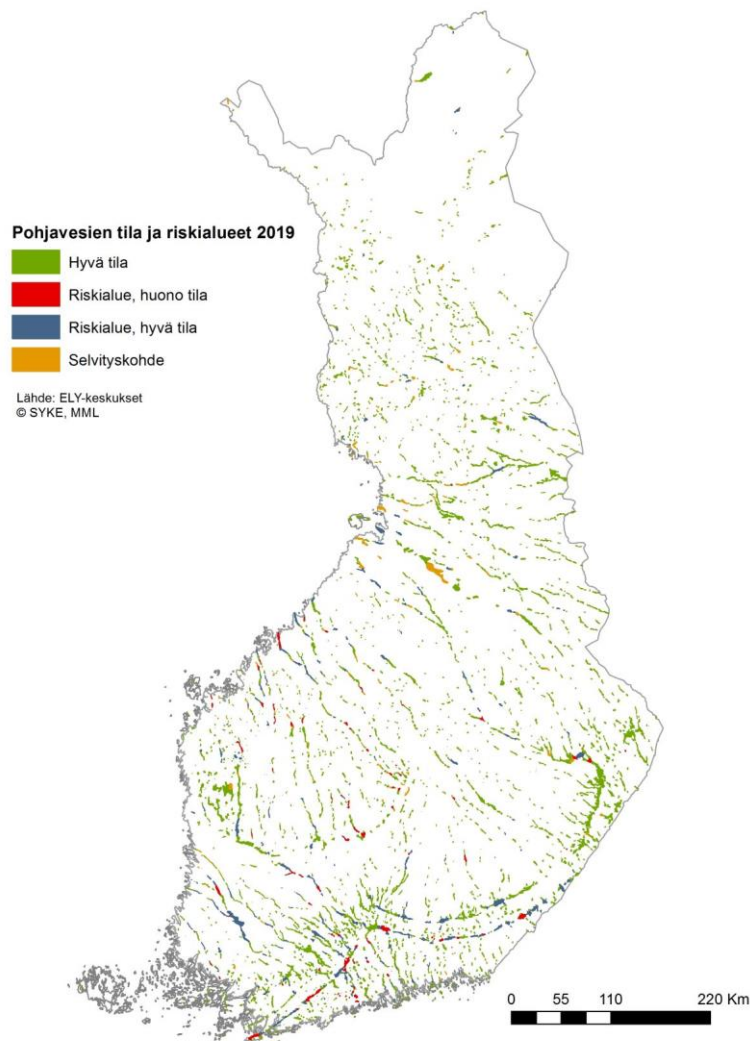 Pohjavesien tila ja riskialueet 2019
Hyvä tila
Riskialue, huono tila
Riskialue, hyvä tila
Selvityskohde
Lähde: ELY-keskukset
© SYKE, MML
0 55 110 220 Km